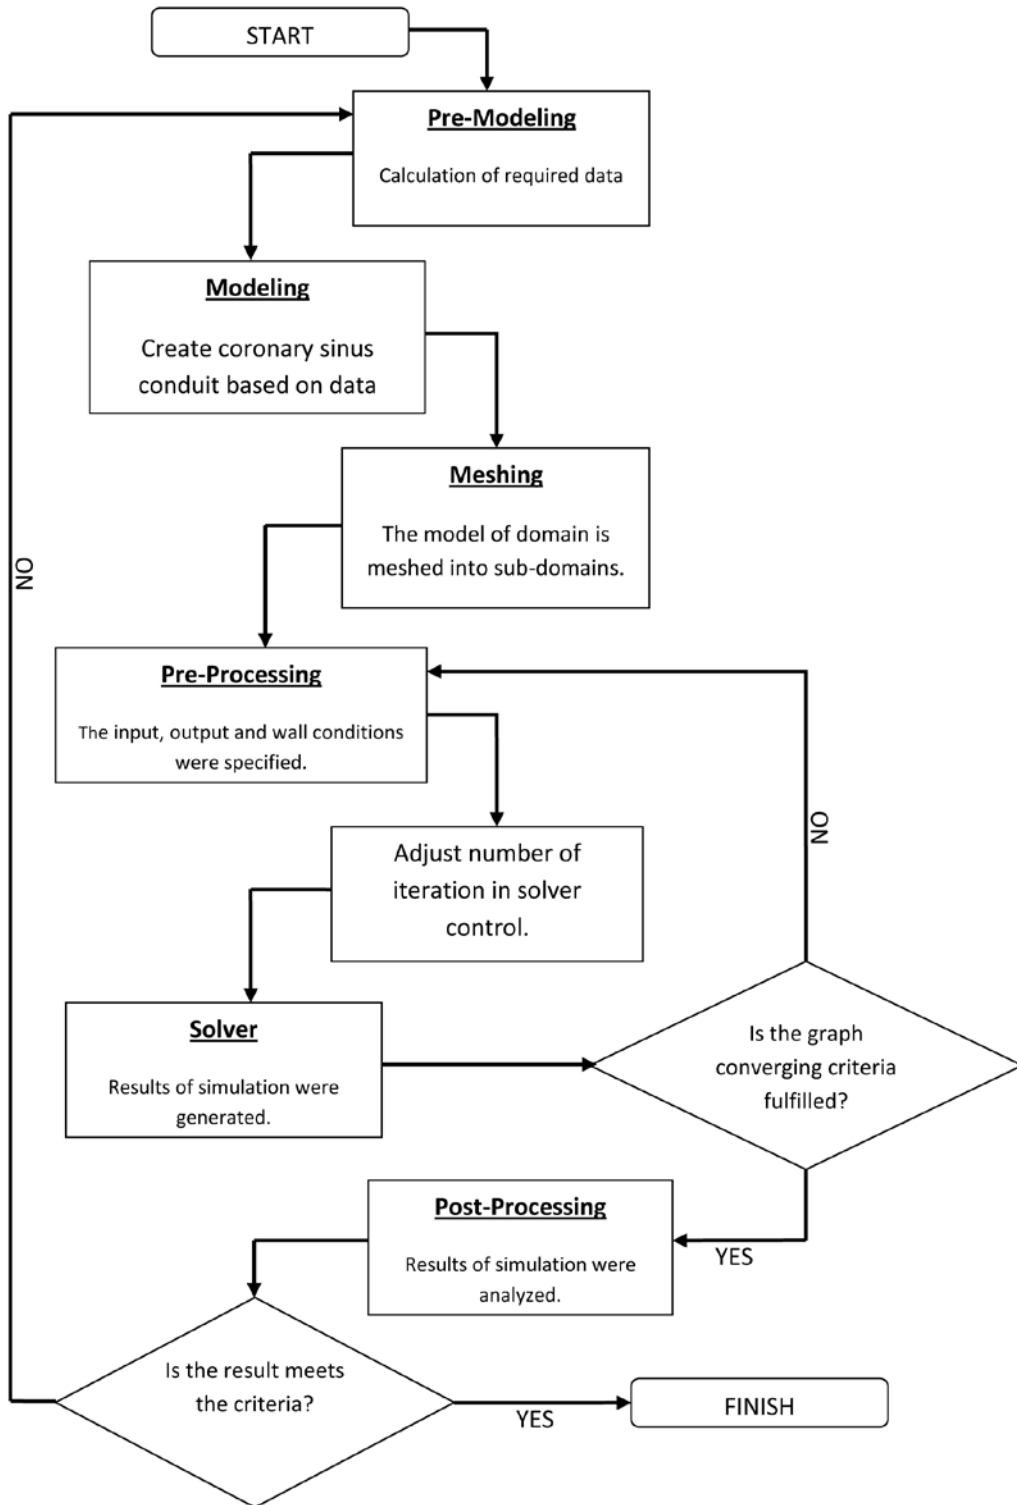 START
Pre-Modeling
Calculation of required data
Modeling
Create coronary sinus
conduit based on data
Meshing
The model of domain is
meshed into sub-domains.
NO
Pre-Processing
The input, output and wall conditions
were specified.
NO
Adjust number of
iteration in solver
control.
Solver
Results of simulation were
generated.
Is the graph
converging criteria
fulfilled?
Post-Processing
Results of simulation were
analyzed.
YES
Is the result meets
the criteria?
YES
FINISH